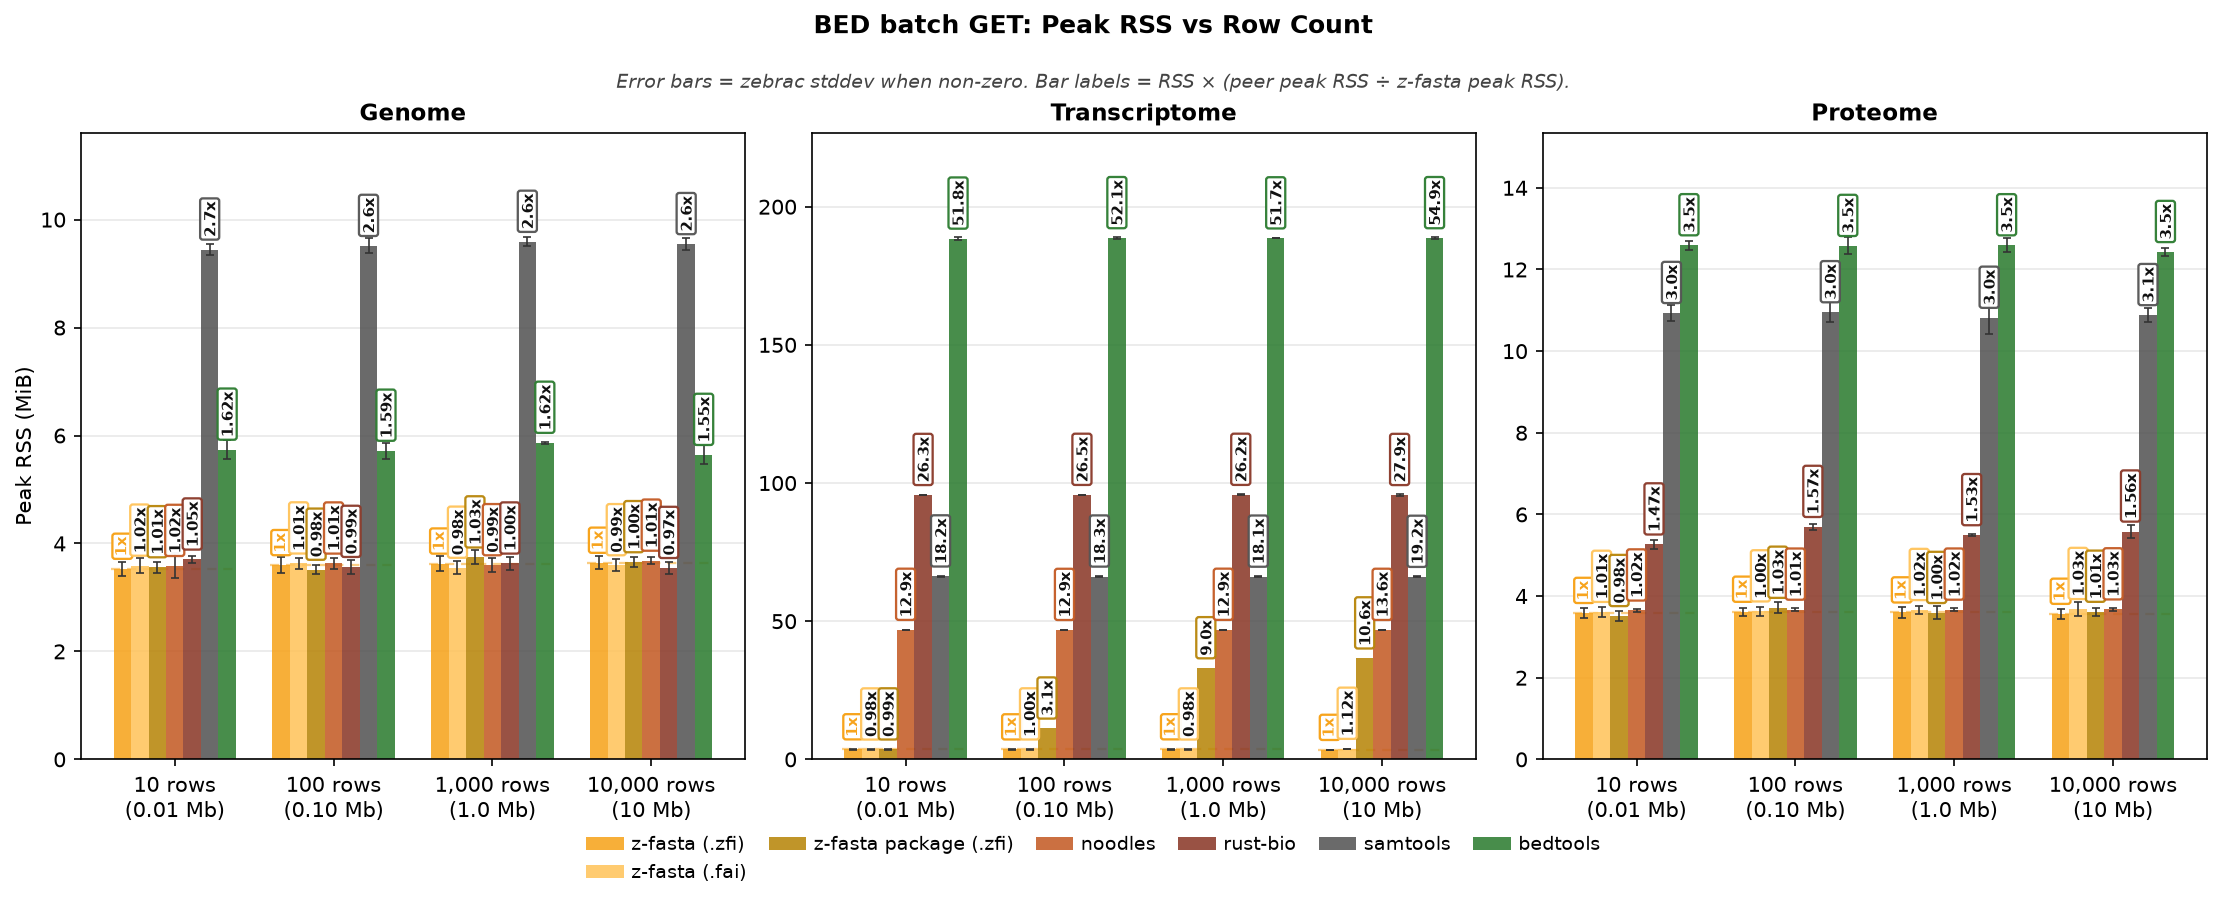 BED batch GET: Peak RSS vs Row Count
Error bars = zebrac stddev when non-zero. Bar labels = RSS × (peer peak RSS ÷ z-fasta peak RSS).
Genome
Peak RSS (MiB)
10
8
6
4
2
0
1x
1.02x
1.01x
1.02x
1.05x
2.7x
1.62x
1x
1.01x
0.98x
1.01x
0.99x
2.6x
1.59x
1x
0.98x
1.03x
0.99x
1.00x
2.6x
1.62x
1x
0.99x
1.00x
1.01x
0.97x
2.6x
1.55x
10 rows
(0.01 Mb)
100 rows
(0.10 Mb)
1,000 rows
(1.0 Mb)
10,000 rows
(10 Mb)
Transcriptome
200
150
100
50
0
1x
0.98x
0.99x
12.9x
26.3x
18.2x
51.8x
1x
1.00x
3.1x
12.9x
26.5x
18.3x
52.1x
1x
0.98x
9.0x
12.9x
26.2x
18.1x
51.7x
1x
1.12x
10.6x
13.6x
27.9x
19.2x
54.9x
10 rows
(0.01 Mb)
100 rows
(0.10 Mb)
1,000 rows
(1.0 Mb)
10,000 rows
(10 Mb)
Proteome
14
12
10
8
6
4
2
0
1x
1.01x
0.98x
1.02x
1.47x
3.0x
3.5x
1x
1.00x
1.03x
1.01x
1.57x
3.0x
3.5x
1x
1.02x
1.00x
1.02x
1.53x
3.0x
3.5x
1x
1.03x
1.01x
1.03x
1.56x
3.1x
3.5x
10 rows
(0.01 Mb)
100 rows
(0.10 Mb)
1,000 rows
(1.0 Mb)
10,000 rows
(10 Mb)
z-fasta (.zfi)
z-fasta (.fai)
z-fasta package (.zfi)
noodles
rust-bio
samtools
bedtools